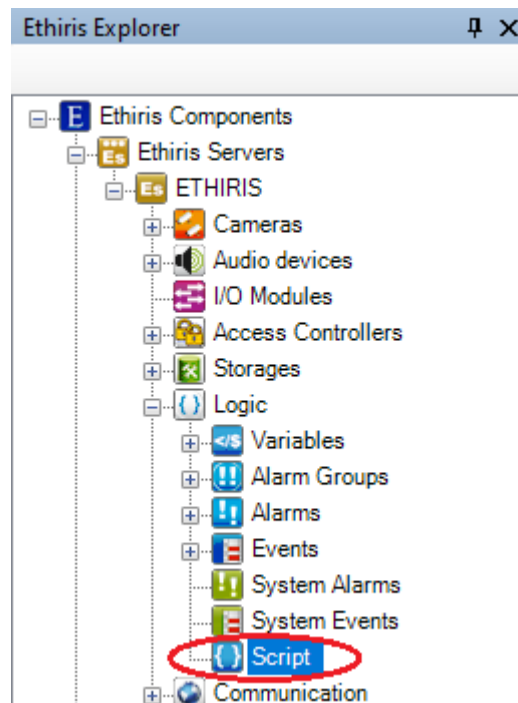 Ethiris Explorer
Ethiris Components
Ethiris Servers
ETHIRIS
Cameras
Audio devices
I/O Modules
Access Controllers
Storages
Logic
Variables
Alarm Groups
Alarms
Events
System Alarms
System Events
Script
Communication